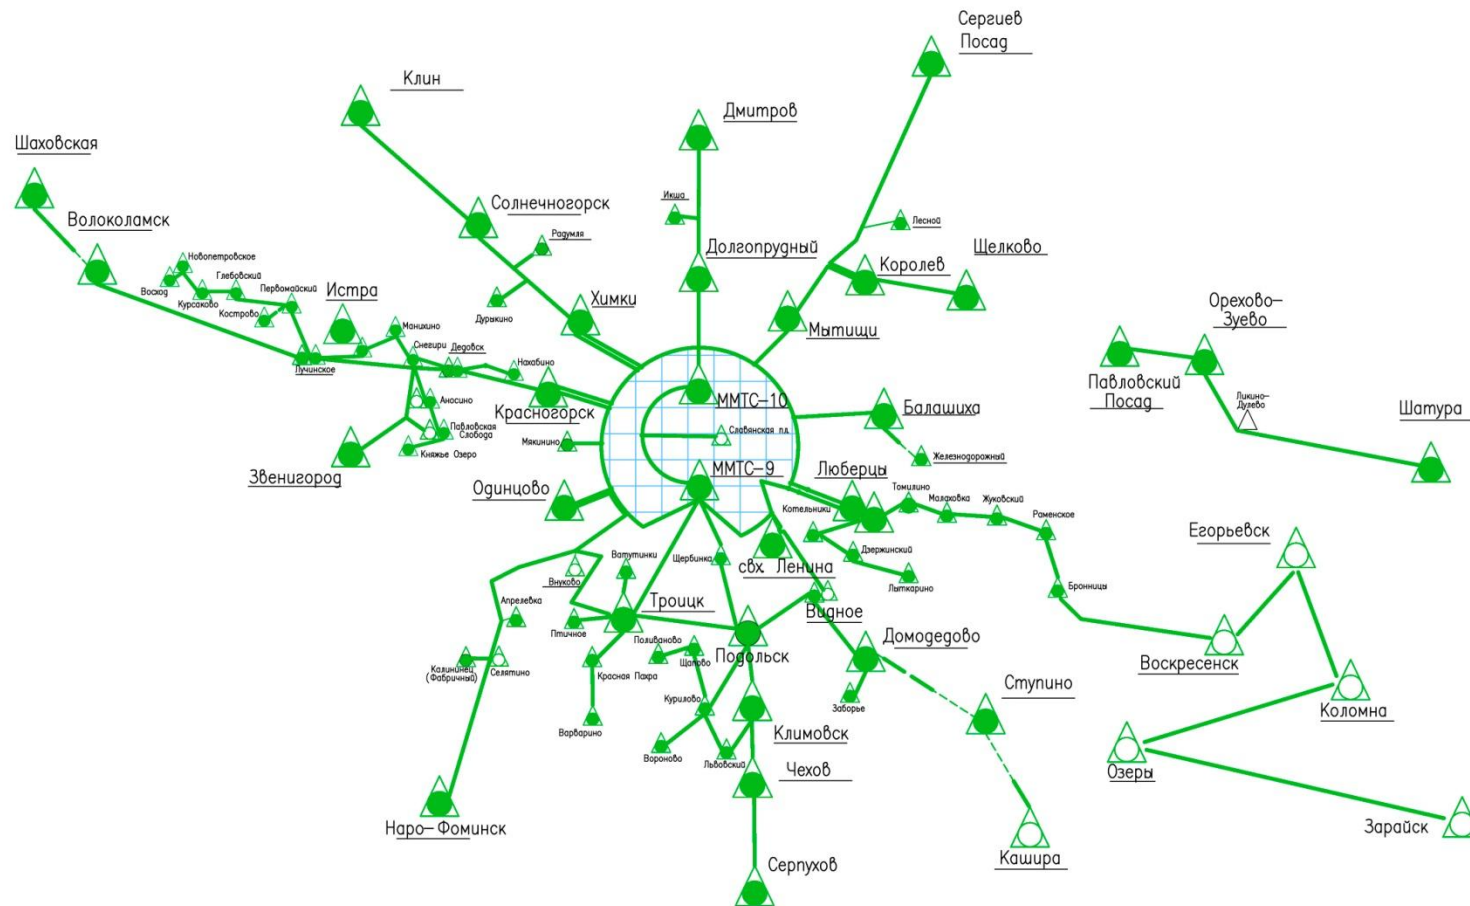 Сергиев
Посад
Клин
Дмитров
Шаховская
Волоколамск
Солнечногорск
Икша
Лесной
Радумля
Долгопрудный
Королев
Щелково
Новопетровское
Глебовский
Восход
Курсаково
Первомайский
Кострово
Истра
Дурыкино
Химки
Мытищи
Орехово-
Зуево
Манихино
Снегири
Дедовск
Нахабино
Лучинское
Павловский
Посад
Ликино-
Дулево
Шатура
Аносино
Красногорск
ММТС-10
Балашиха
Павловская
Слобода
Княжье Озеро
Мякинино
Славянская пл.
Железнодорожный
Звенигород
ММТС-9
Люберцы
Одинцово
Томилино
Малаховка
Жуковский
Раменское
Котельники
Егорьевск
Ватутинки
Щербинка
Дзержинский
свх. Ленина
Внуково
Лыткарино
Бронницы
Апрелевка
Троицк
Видное
Птичное
Поливаново
Подольск
Домодедово
Воскресенск
Щапово
Калининец
(Фабричный)
Селятино
Красная Пахра
Ступино
Курилово
Заборье
Коломна
Варварино
Климовск
Вороново
Львовский
Чехов
Озеры
Наро-Фоминск
Зарайск
Серпухов
Кашира